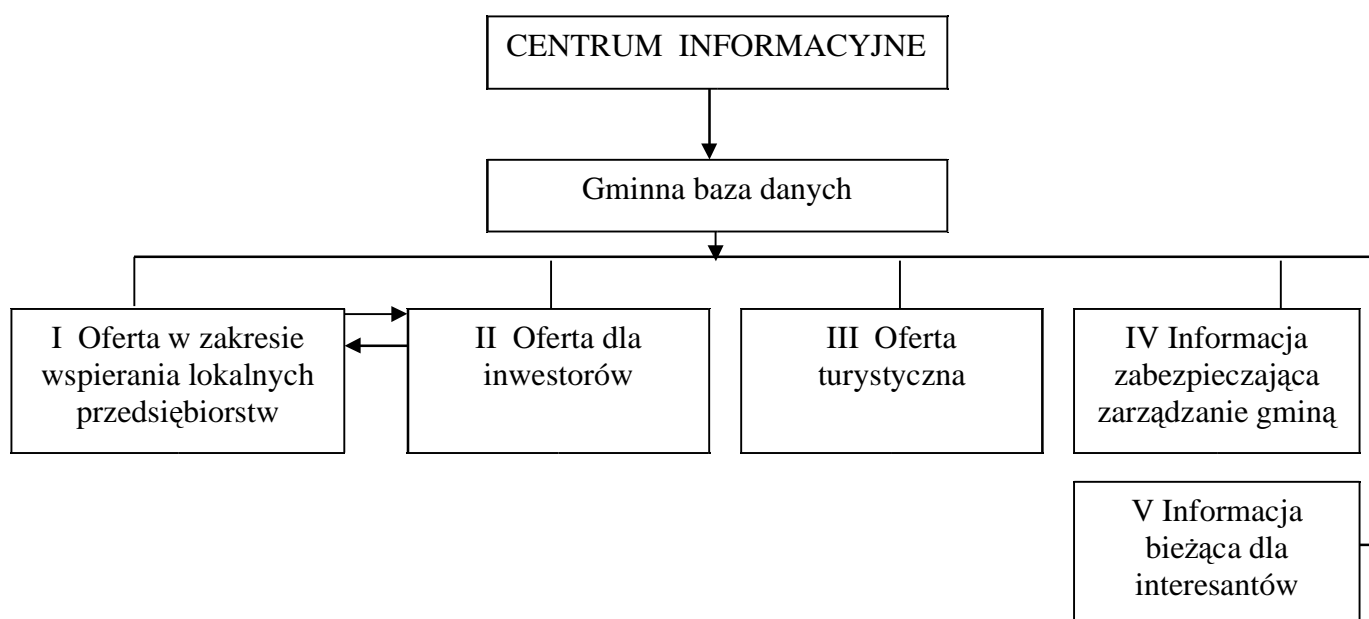 CENTRUM INFORMACYJNE
Gminna baza danych
I Oferta w zakresie
wspierania lokalnych
przedsiębiorstw
II Oferta dla
inwestorów
III Oferta
turystyczna
IV Informacja
zabezpieczająca
zarządzanie gminą
V Informacja
bieżąca dla
interesantów